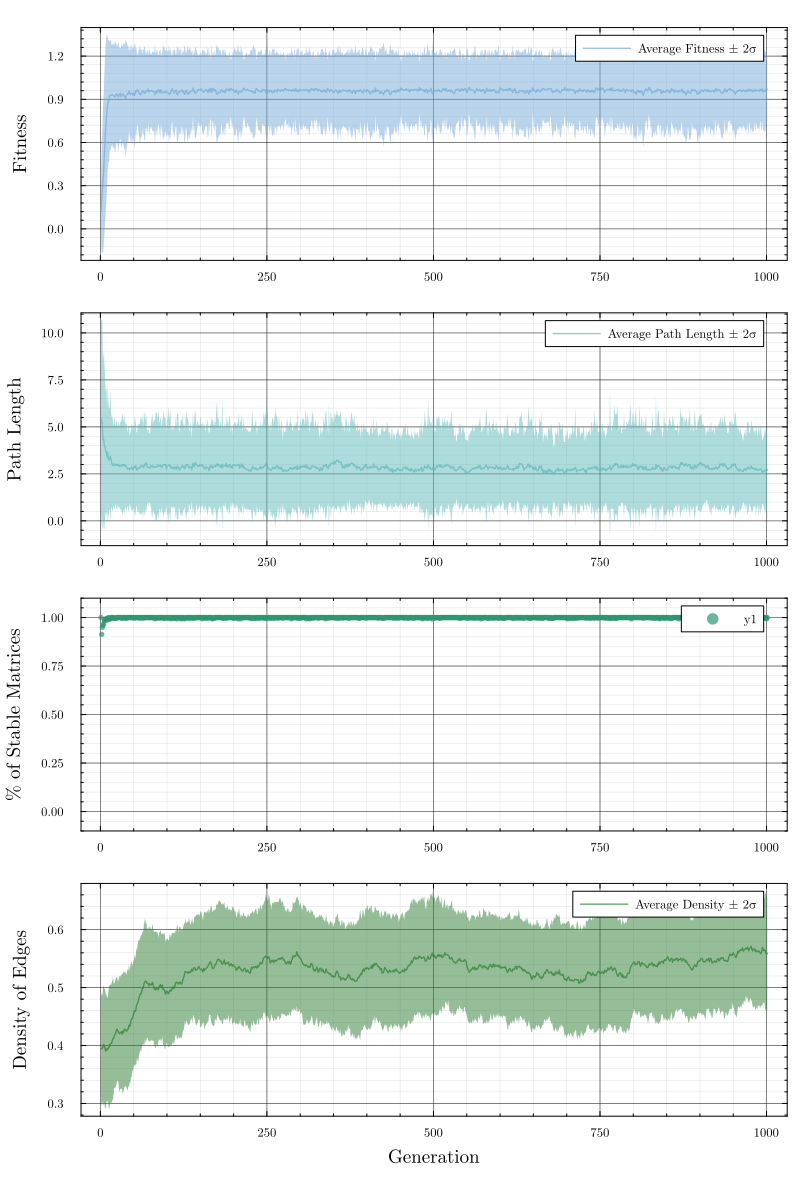 Fitness
1.2
0.9
0.6
0.3
0.0
Average Fitness ± 2σ
0 250 500 750 1000
Path Length
10.0
7.5
5.0
2.5
0.0
Average Path Length ± 2σ
0 250 500 750 1000
% of Stable Matrices
1.00
0.75
0.50
0.25
0.00
y1
0 250 500 750 1000
Density of Edges
0.6
0.5
0.4
0.3
Average Density ± 2σ
0 250 500 750 1000
Generation